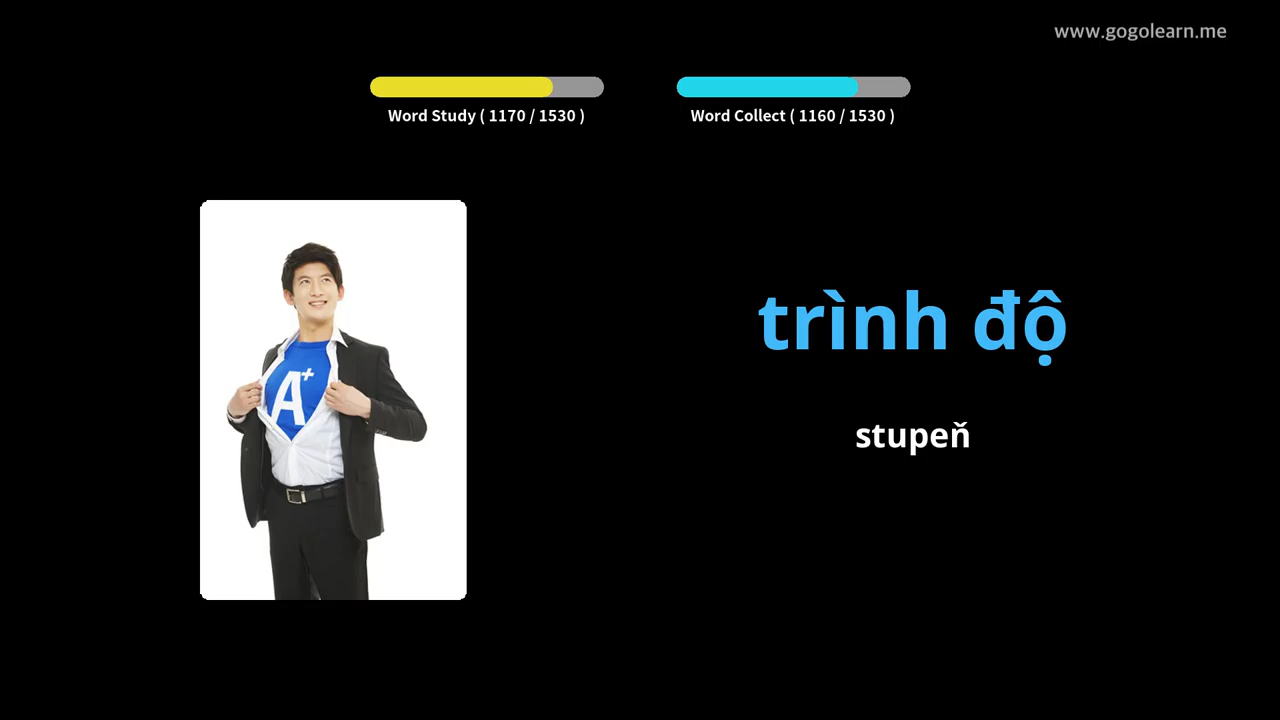 www.gogolearn.me
Word Study ( 1170 / 1530 )
Word Collect ( 1160 / 1530 )
A+
trình độ
stupeň